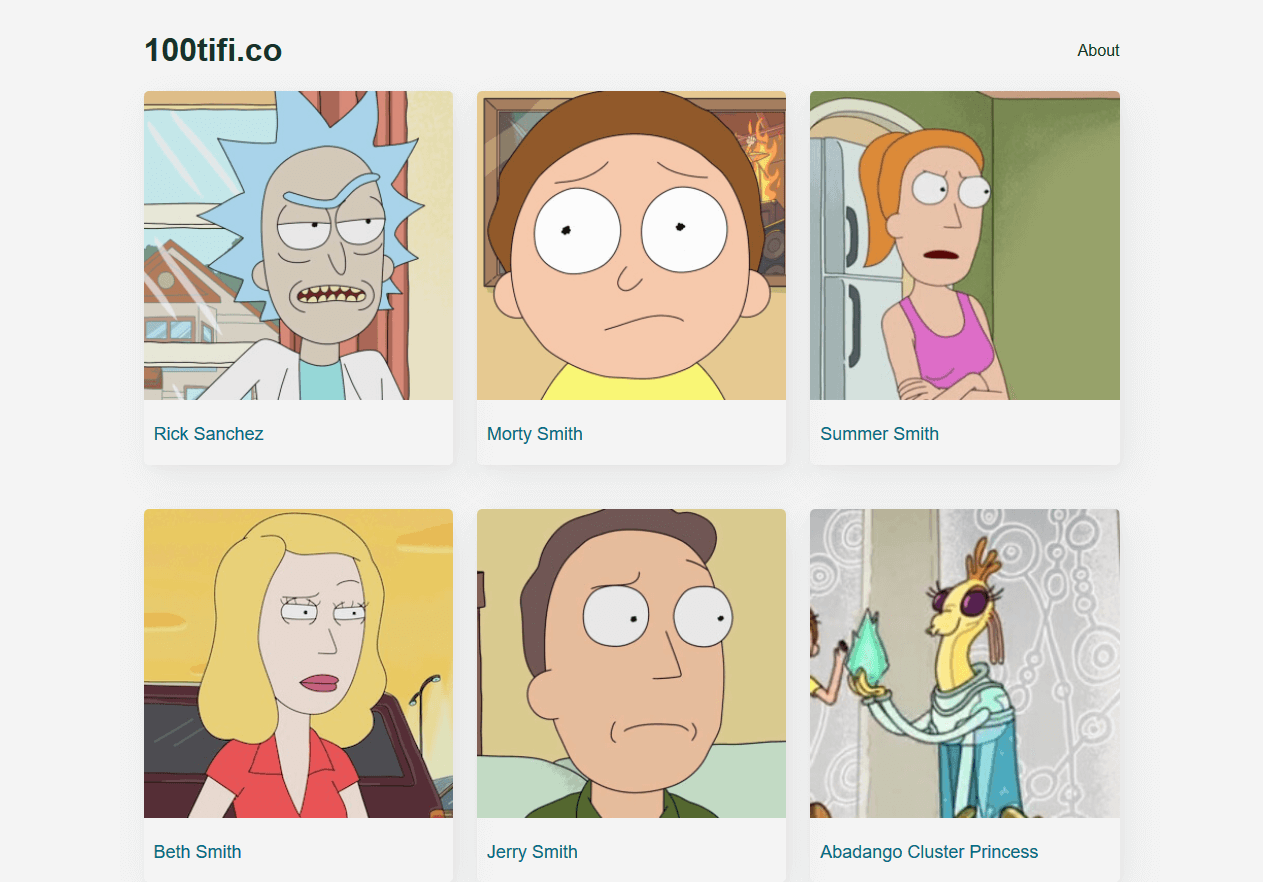 100tifi.co
About
Rick Sanchez
Morty Smith
Summer Smith
Beth Smith
Jerry Smith
Abadango Cluster Princess